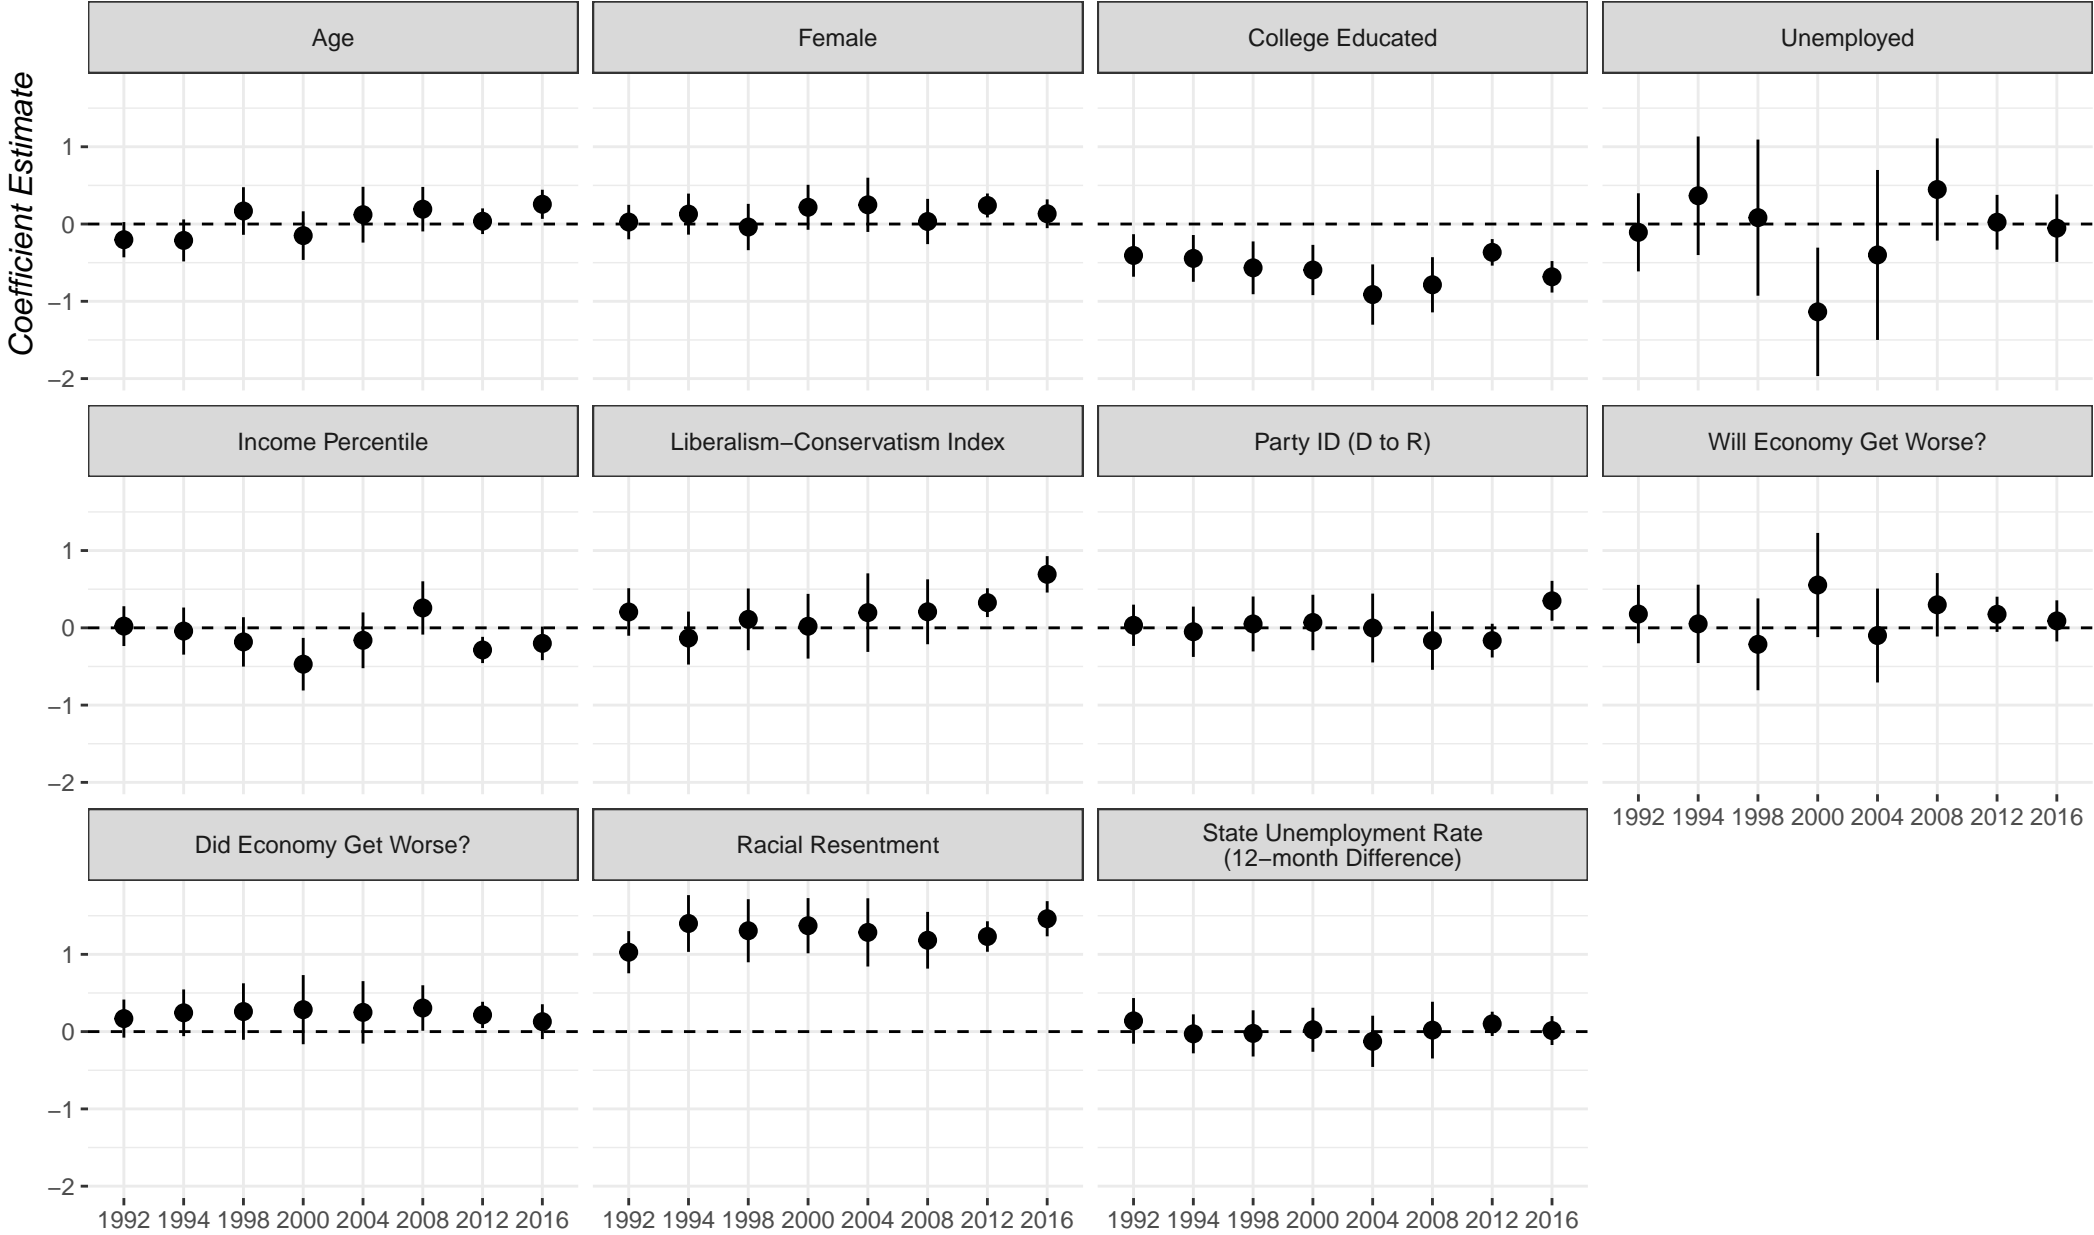 Age
Female
College Educated
Unemployed
Coefficient Estimate
1
0
−1
−2
Income Percentile
Liberalism−Conservatism Index
Party ID (D to R)
Will Economy Get Worse?
1
0
−1
−2
1992 1994 1998 2000 2004 2008 2012 2016
Did Economy Get Worse?
Racial Resentment
State Unemployment Rate
(12−month Difference)
1
0
−1
−2
1992 1994 1998 2000 2004 2008 2012 2016
1992 1994 1998 2000 2004 2008 2012 2016
1992 1994 1998 2000 2004 2008 2012 2016